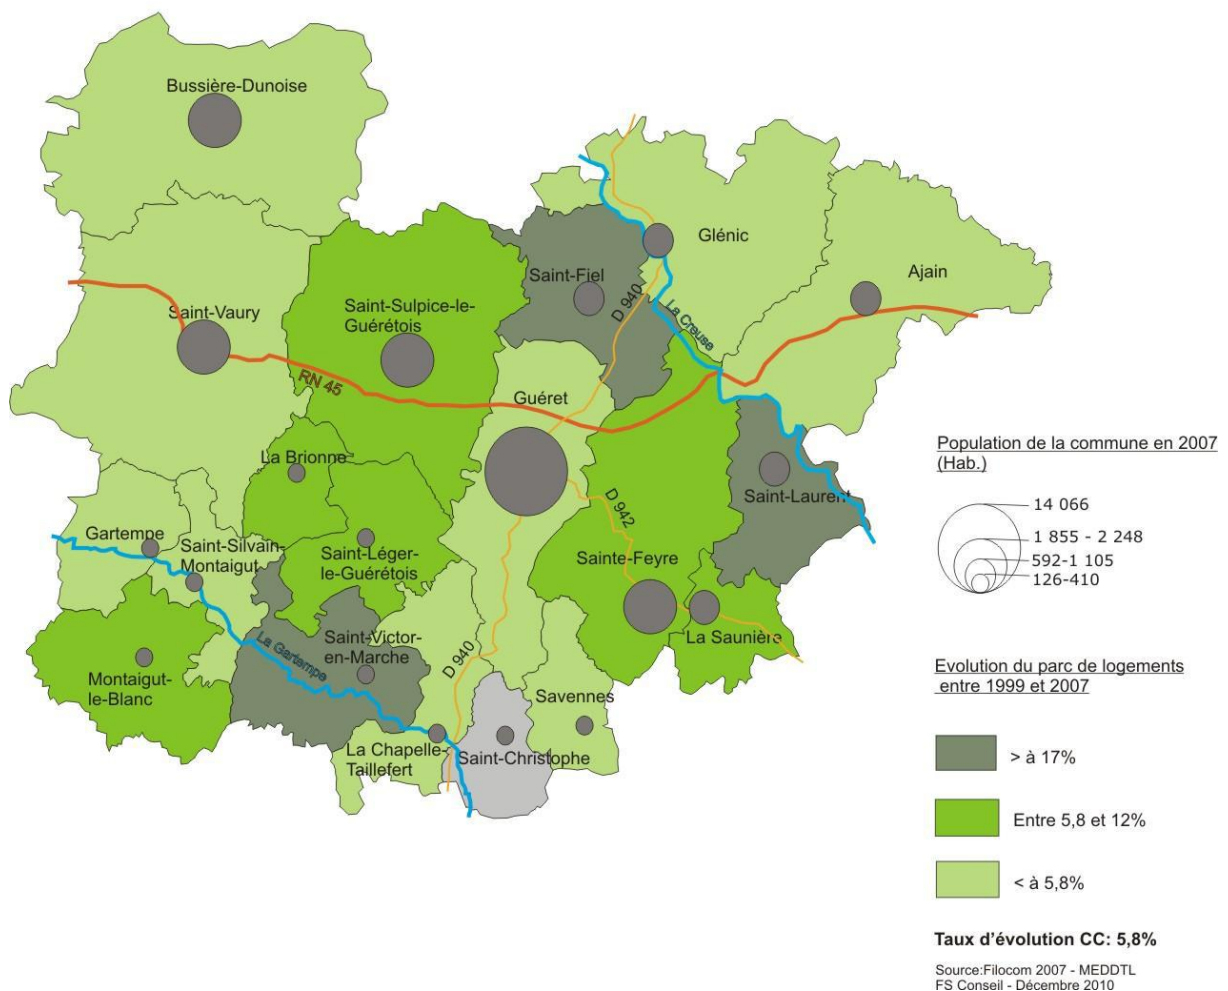 Bussière-Dunoise
Glénic
Ajain
Saint-Fiel
D 940
La Creuse
Saint-Vaury
Saint-Sulpice-le-
Guérétois
RN 45
Guéret
La Brionne
Saint-Laurent
D 942
Gartempe
Saint-Silvain-
Montaigut
Saint-Léger-
le-Guérétois
Sainte-Feyre
La Saunière
La Gartempe
Saint-Victor-
en-Marche
D 940
Montaigut-
le-Blanc
Savennes
La Chapelle-
Taillefert
Saint-Christophe
Population de la commune en 2007
(Hab.)
14 066
1 855 - 2 248
592-1 105
126-410
Evolution du parc de logements
entre 1999 et 2007
> à 17%
Entre 5,8 et 12%
< à 5,8%
Taux d’évolution CC: 5,8%
Source:Filocom 2007 - MEDDTL
FS Conseil - Décembre 2010